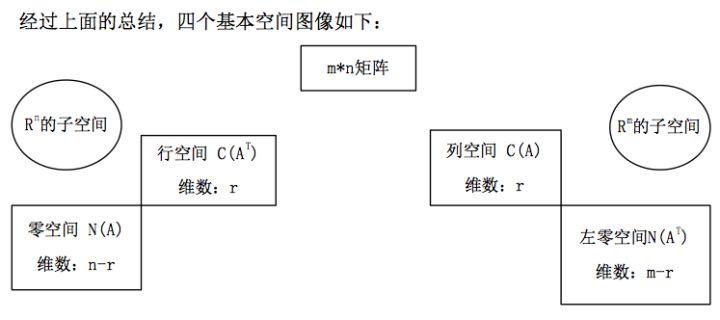 经过上面的总结，四个基本空间图像如下：
m*n矩阵
Rⁿ的子空间
Rᵐ的子空间
行空间 C(Aᵀ)
维数：r
列空间 C(A)
维数：r
零空间 N(A)
维数：n-r
左零空间N(Aᵀ)
维数：m-r